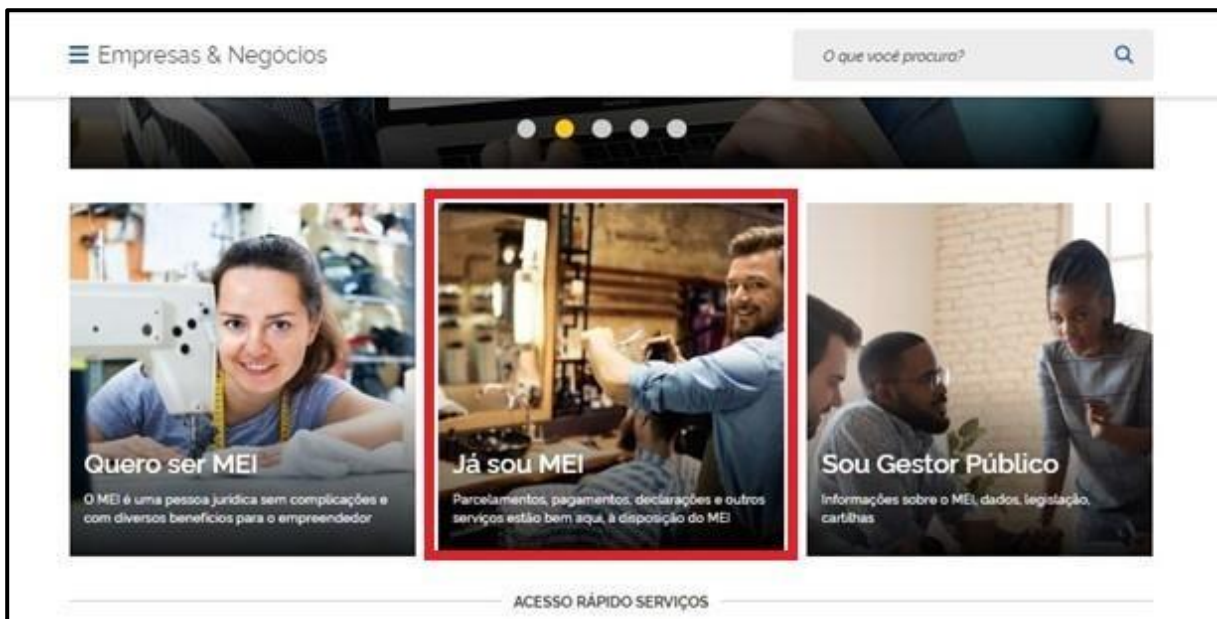 Empresas & Negócios
O que você procura?
Quero ser MEI
O MEI é uma pessoa jurídica sem complicações e
com diversos benefícios para o empreendedor
Já sou MEI
Parcelamentos, pagamentos, declarações e outros
serviços estão bem aqui, à disposição do MEI
Sou Gestor Público
Informações sobre o MEI, dados, legislação,
cartilhas
ACESSO RÁPIDO SERVIÇOS